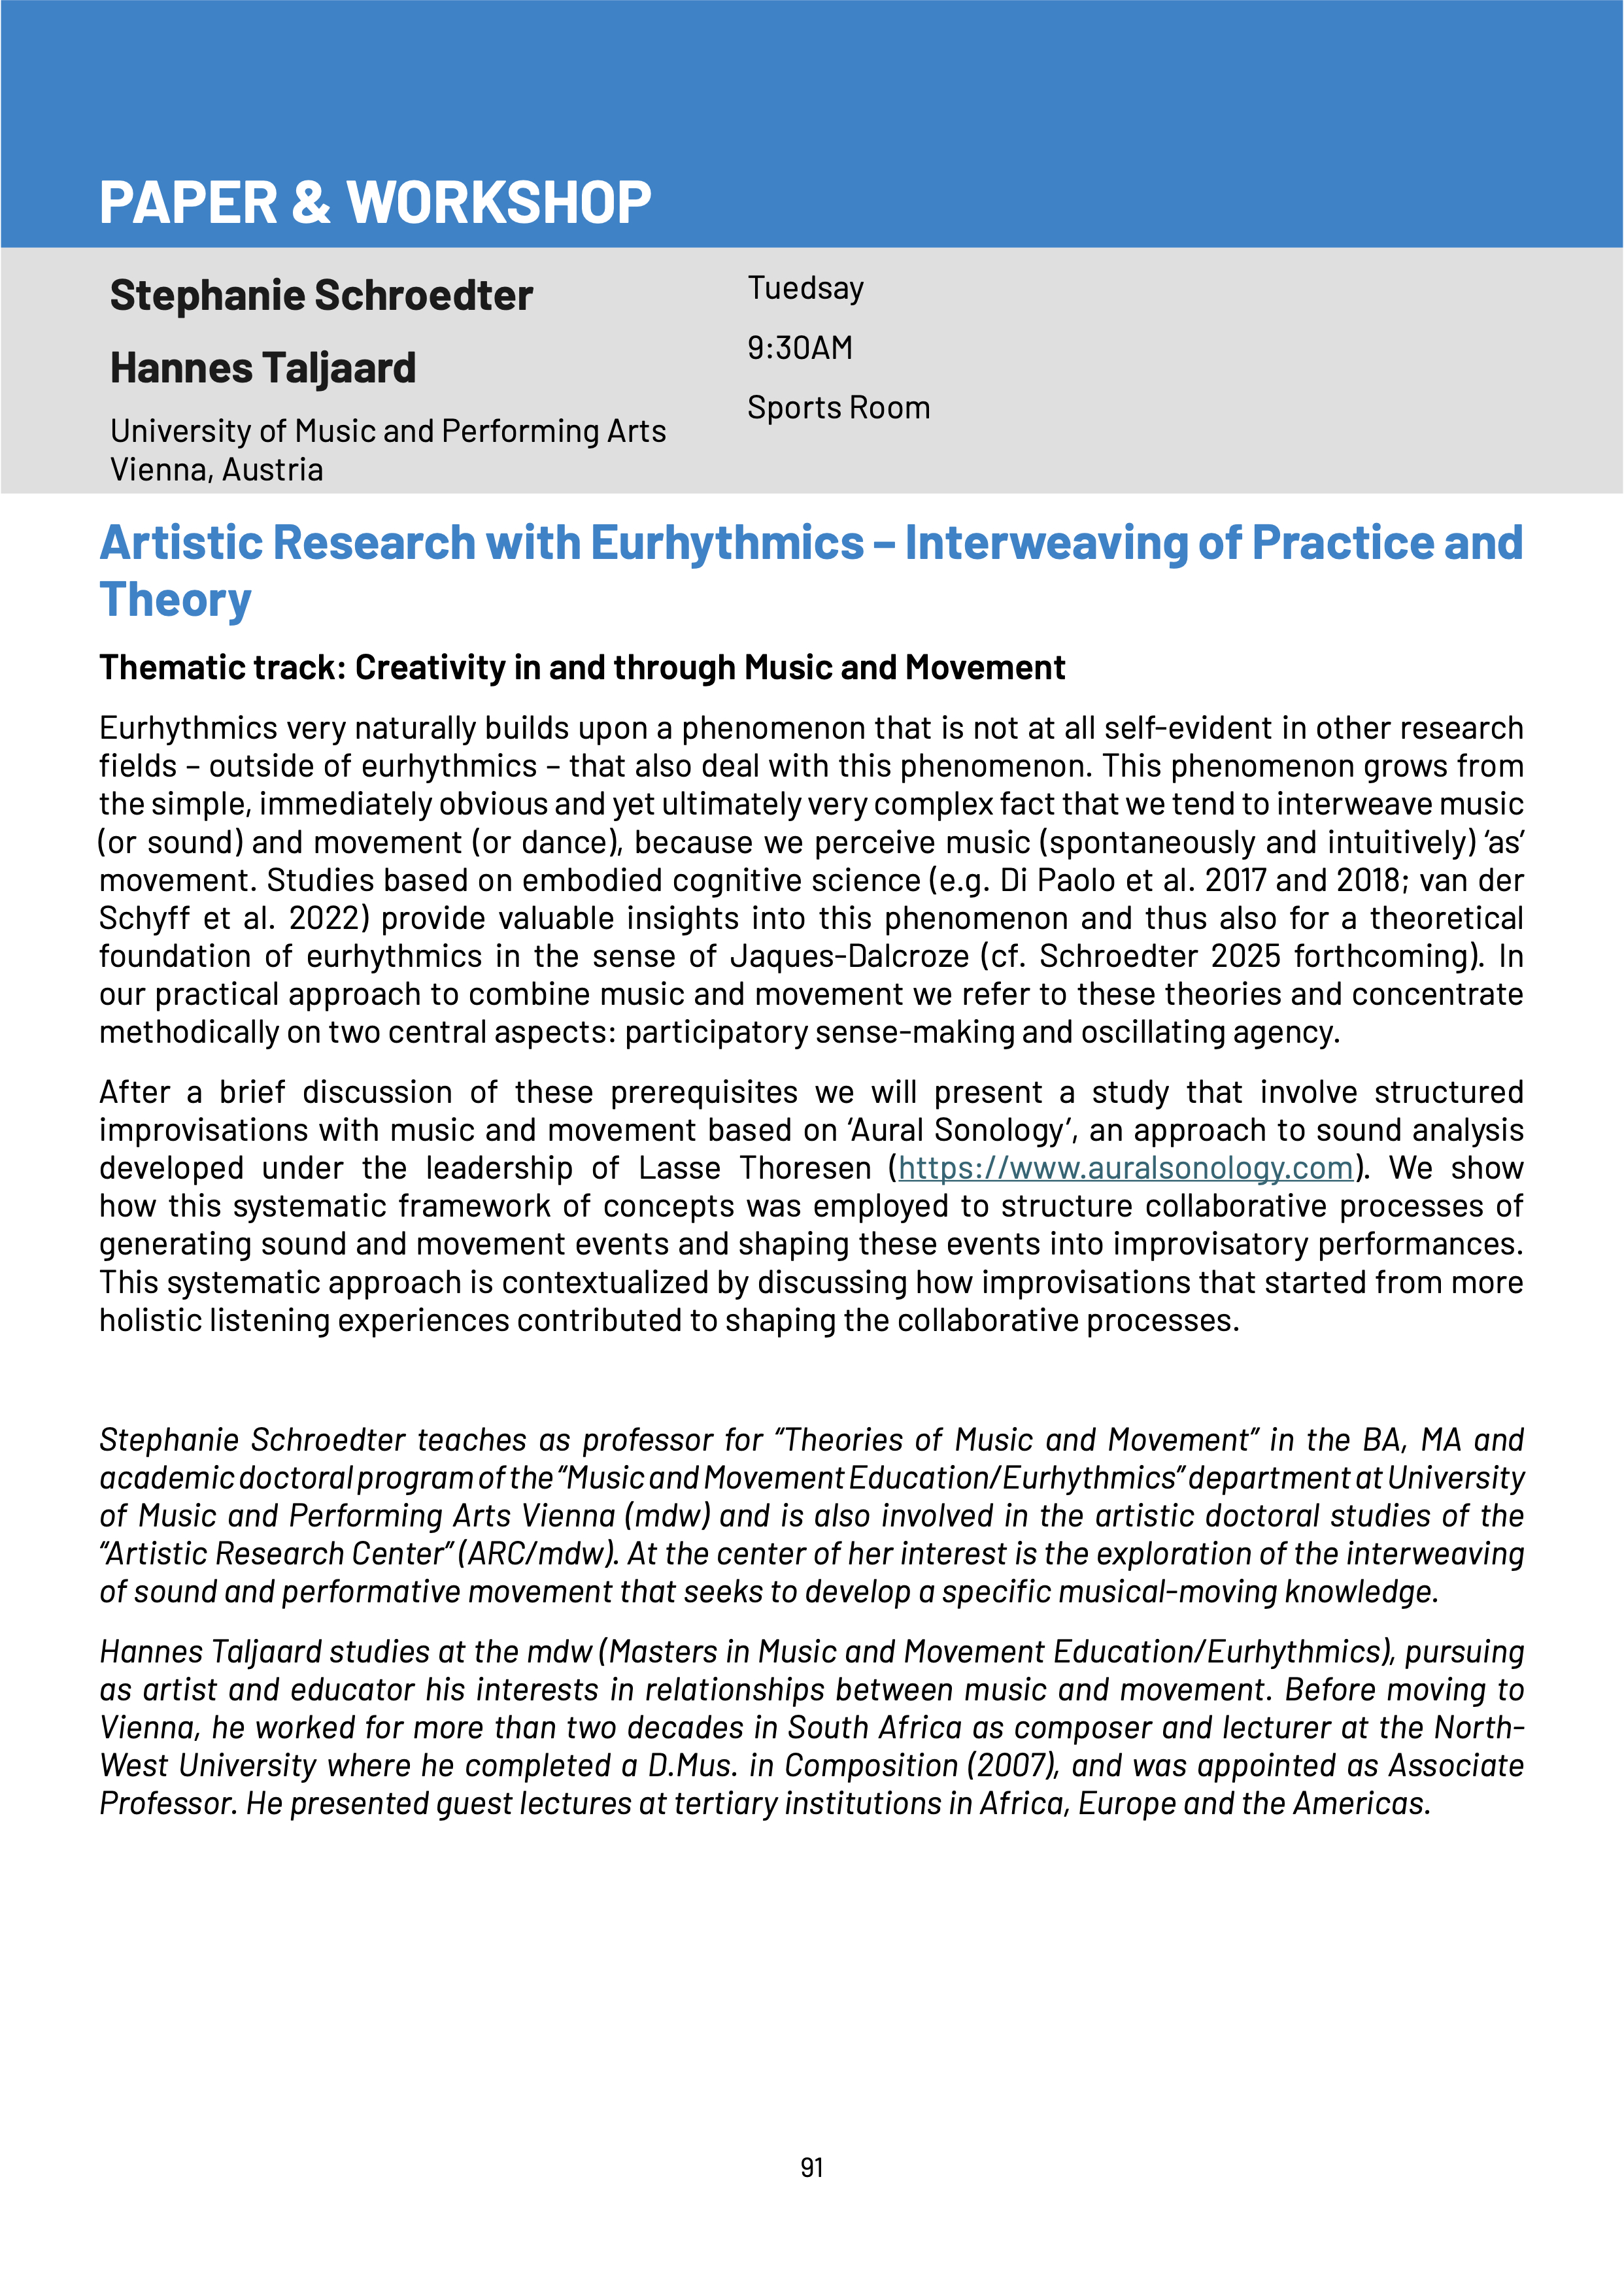 PAPER & WORKSHOP
Stephanie Schroedter
Hannes Taljaard
University of Music and Performing Arts
Vienna, Austria
Tuedsay
9:30AM
Sports Room
Artistic Research with Eurhythmics – Interweaving of Practice and
Theory
Thematic track: Creativity in and through Music and Movement
Eurhythmics very naturally builds upon a phenomenon that is not at all self-evident in other research
fields – outside of eurhythmics – that also deal with this phenomenon. This phenomenon grows from
the simple, immediately obvious and yet ultimately very complex fact that we tend to interweave music
(or sound) and movement (or dance), because we perceive music (spontaneously and intuitively) ‘as’
movement. Studies based on embodied cognitive science (e.g. Di Paolo et al. 2017 and 2018; van der
Schyff et al. 2022) provide valuable insights into this phenomenon and thus also for a theoretical
foundation of eurhythmics in the sense of Jaques-Dalcroze (cf. Schroedter 2025 forthcoming). In
our practical approach to combine music and movement we refer to these theories and concentrate
methodically on two central aspects: participatory sense-making and oscillating agency.
After a brief discussion of these prerequisites we will present a study that involve structured
improvisations with music and movement based on ‘Aural Sonology’, an approach to sound analysis
developed under the leadership of Lasse Thoresen (https://www.auralsonology.com). We show
how this systematic framework of concepts was employed to structure collaborative processes of
generating sound and movement events and shaping these events into improvisatory performances.
This systematic approach is contextualized by discussing how improvisations that started from more
holistic listening experiences contributed to shaping the collaborative processes.
Stephanie Schroedter teaches as professor for “Theories of Music and Movement” in the BA, MA and
academic doctoral program of the “Music and Movement Education/Eurhythmics” department at University
of Music and Performing Arts Vienna (mdw) and is also involved in the artistic doctoral studies of the
“Artistic Research Center” (ARC/mdw). At the center of her interest is the exploration of the interweaving
of sound and performative movement that seeks to develop a specific musical-moving knowledge.
Hannes Taljaard studies at the mdw (Masters in Music and Movement Education/Eurhythmics), pursuing
as artist and educator his interests in relationships between music and movement. Before moving to
Vienna, he worked for more than two decades in South Africa as composer and lecturer at the North-
West University where he completed a D.Mus. in Composition (2007), and was appointed as Associate
Professor. He presented guest lectures at tertiary institutions in Africa, Europe and the Americas.
91